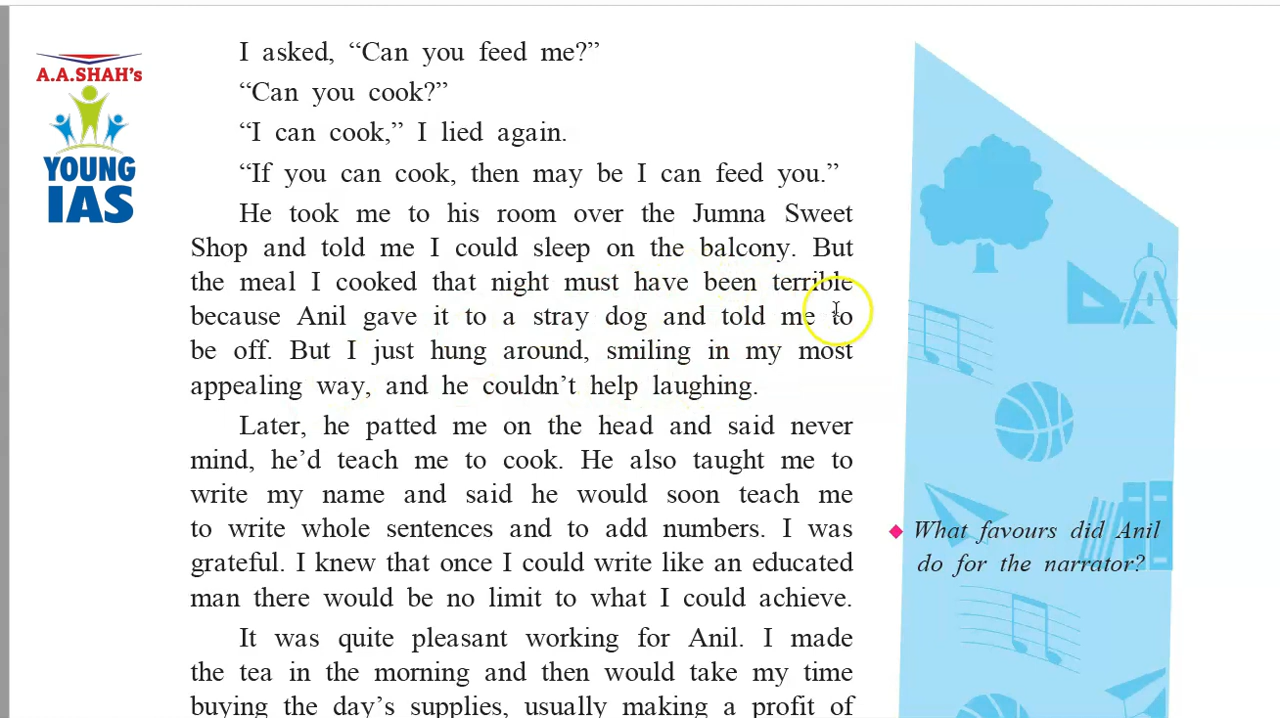 A.A.SHAH's
YOUNG
IAS
I asked, “Can you feed me?”
“Can you cook?”
“I can cook,” I lied again.
“If you can cook, then may be I can feed you.”
He took me to his room over the Jumna Sweet
Shop and told me I could sleep on the balcony. But
the meal I cooked that night must have been terrible
because Anil gave it to a stray dog and told me to
be off. But I just hung around, smiling in my most
appealing way, and he couldn’t help laughing.
Later, he patted me on the head and said never
mind, he’d teach me to cook. He also taught me to
write my name and said he would soon teach me
to write whole sentences and to add numbers. I was
grateful. I knew that once I could write like an educated
man there would be no limit to what I could achieve.
It was quite pleasant working for Anil. I made
the tea in the morning and then would take my time
buying the day’s supplies, usually making a profit of
What favours did Anil
do for the narrator?